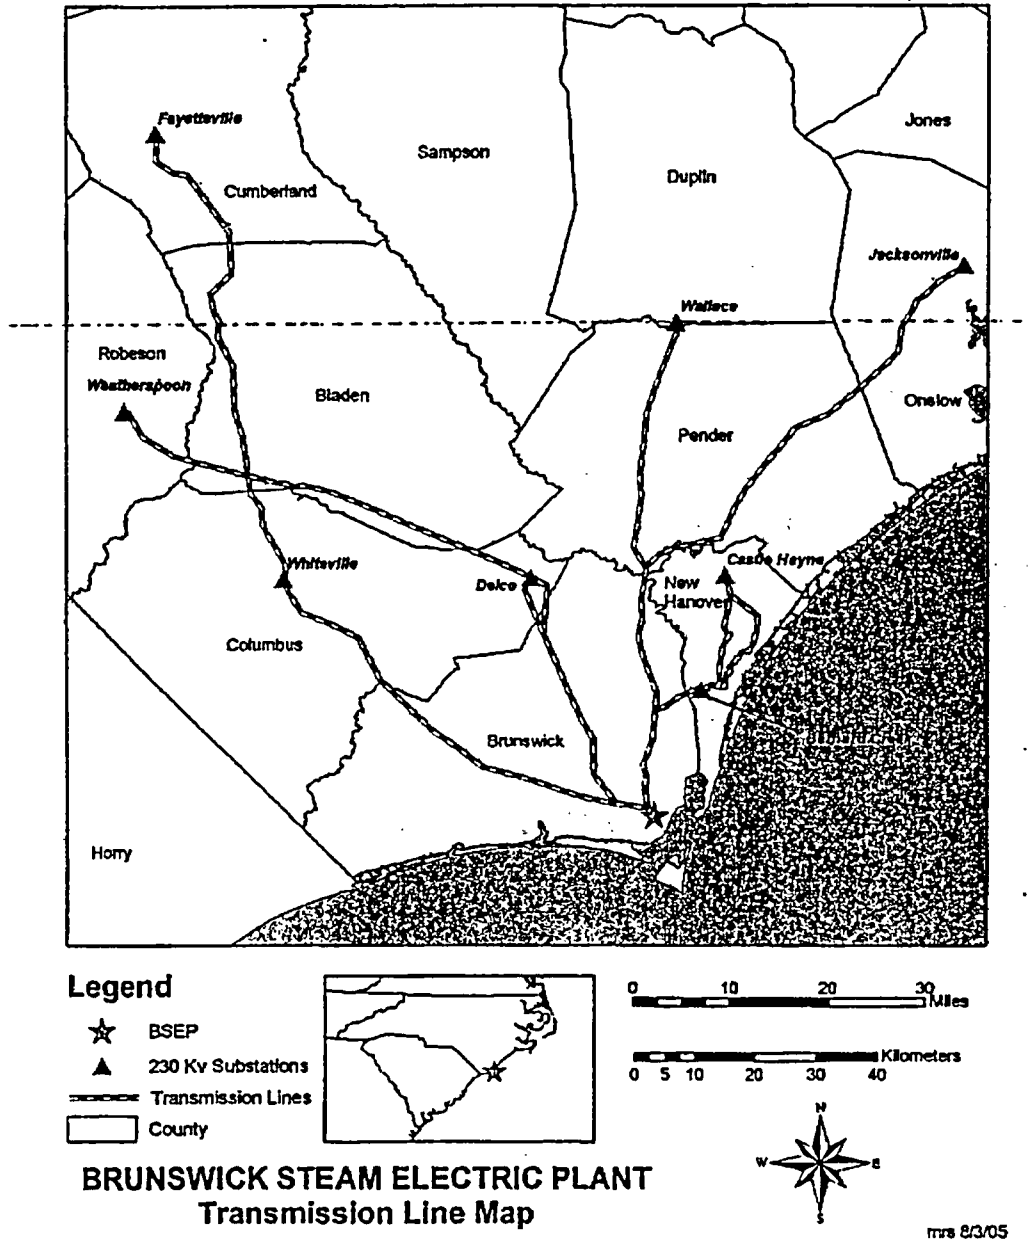 Fayettsville
Jones
Sampson
Duplin
Cumberland
Jacksonville
Wallace
Robeson
Weatherspoon
Bladen
Onslow
Pender
Whitsville
Castle Hayne
Delco
New
Hanover
Columbus
Brunswick
Horry
Legend
BSEP
230 Kv Substations
Transmission Lines
County
0 10 20 30
Miles
Kilometers
0 5 10 20 30 40
N
W E
S
BRUNSWICK STEAM ELECTRIC PLANT
Transmission Line Map
mrs 8/3/05